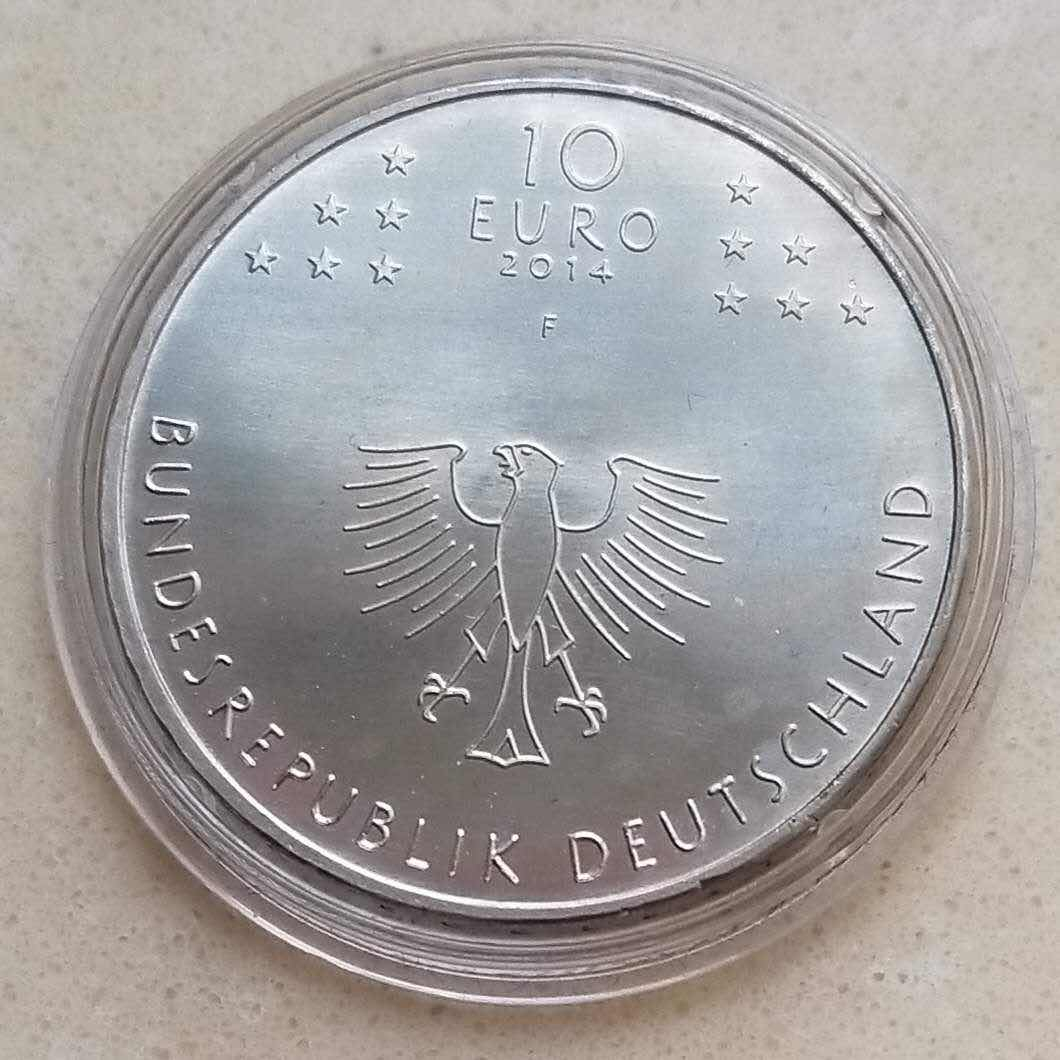 10
EURO
2014
F
BUNDESREPUBLIK DEUTSCHLAND